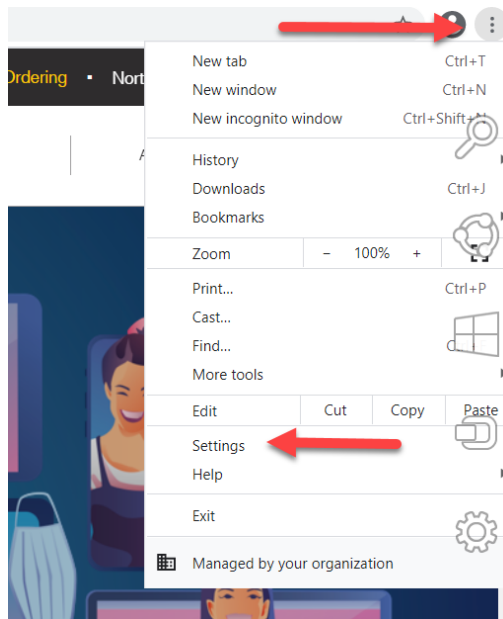 Ordering ▪ Nort
New tab Ctrl+T
New window Ctrl+N
New incognito window Ctrl+Shift+N
A
History
Downloads Ctrl+J
Bookmarks
Zoom - 100% +
Print... Ctrl+P
Cast...
Find...
More tools
Edit Cut Copy Paste
Settings
Help
Exit
Managed by your organization